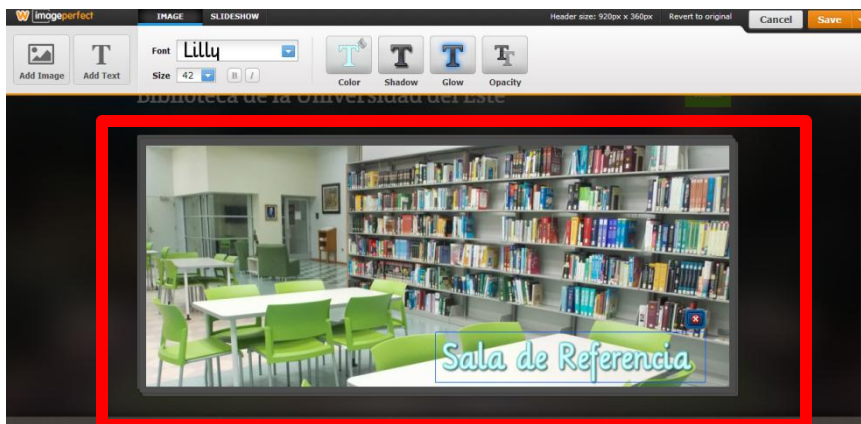 imageperfect
IMAGE SLIDESHOW
Header size: 920px x 360px Revert to original Cancel Save
Font Lilly
Size 42 B I
Add Image Add Text Color Shadow Glow Opacity
Biblioteca de la Universidad del Este
Sala de Referencia